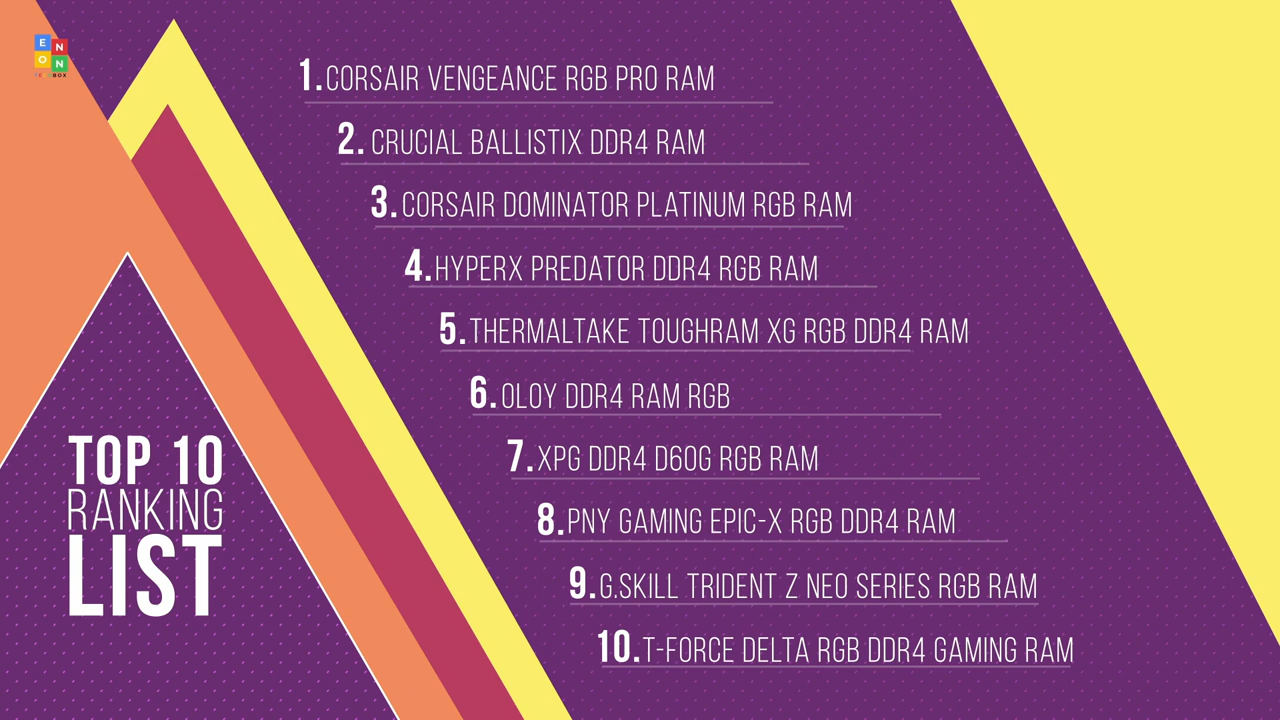 E N
O N
1. CORSAIR VENGEANCE RGB PRO RAM
2. CRUCIAL BALLISTIX DDR4 RAM
3. CORSAIR DOMINATOR PLATINUM RGB RAM
4. HYPERX PREDATOR DDR4 RGB RAM
5. THERMALTAKE TOUGHRAM XG RGB DDR4 RAM
6. OLOY DDR4 RAM RGB
7. XPG DDR4 D60G RGB RAM
8. PNY GAMING EPIC-X RGB DDR4 RAM
9. G.SKILL TRIDENT Z NEO SERIES RGB RAM
10. T-FORCE DELTA RGB DDR4 GAMING RAM
TOP 10
RANKING
LIST